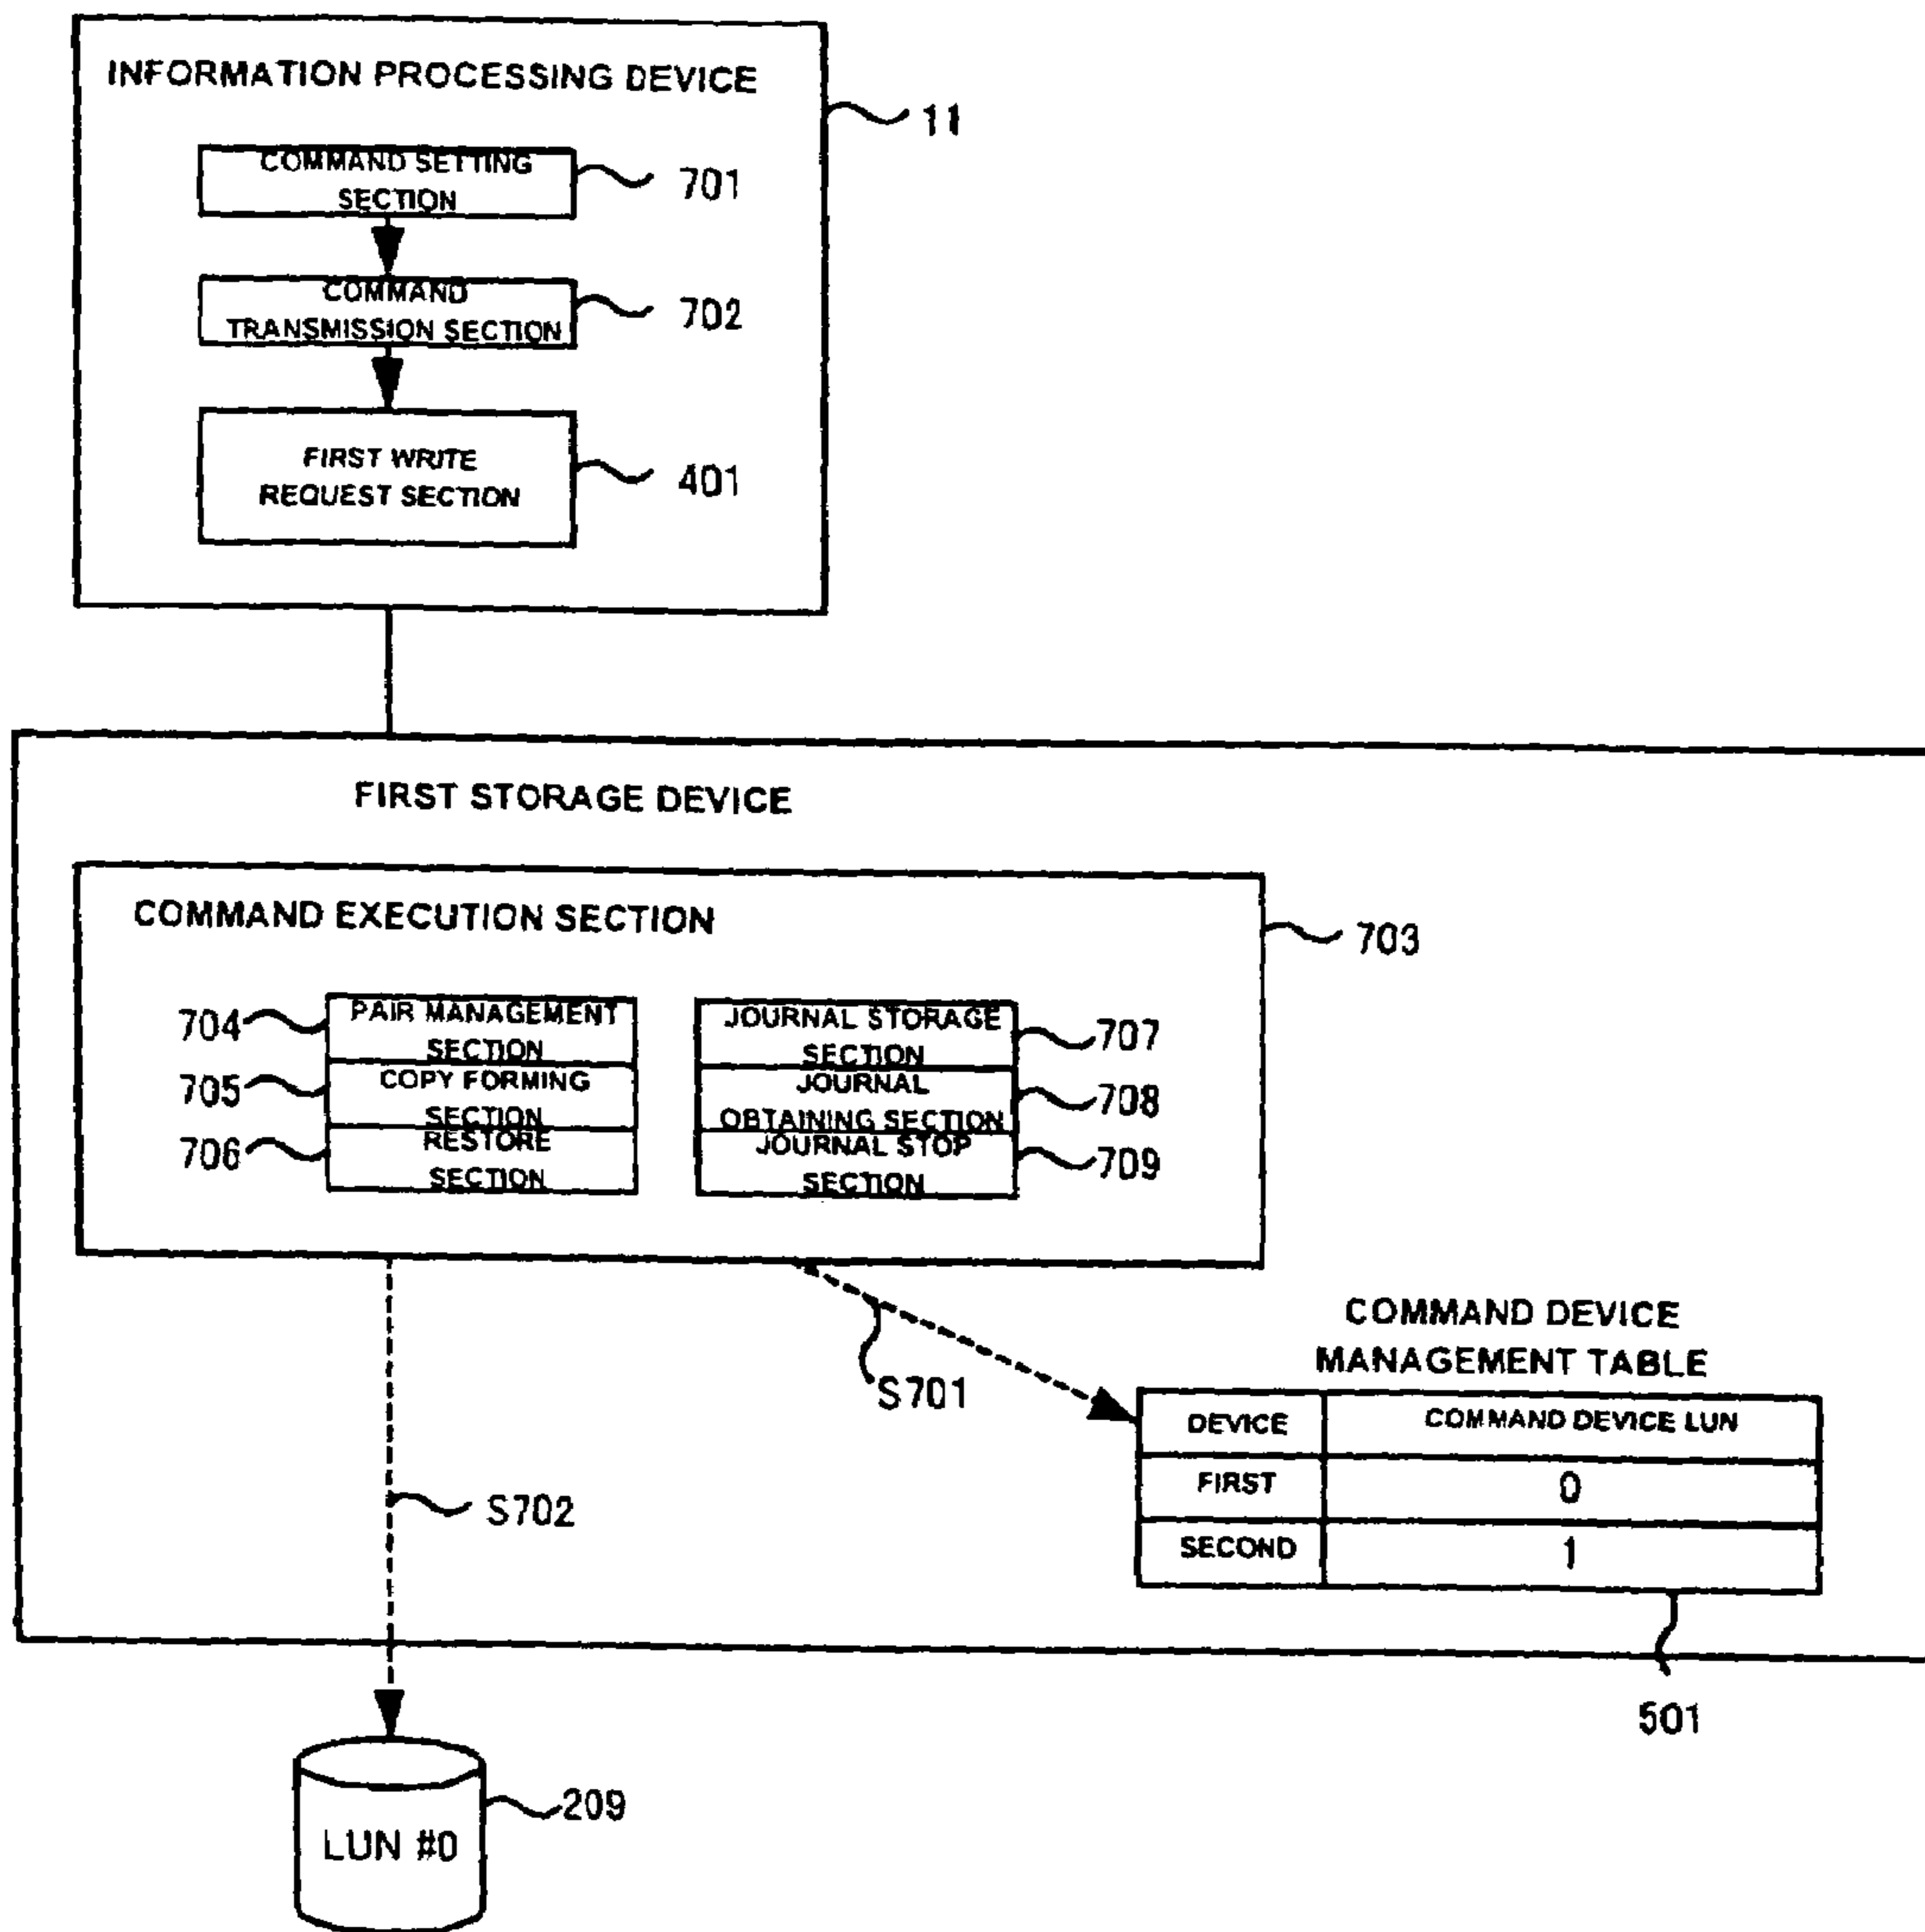 INFORMATION PROCESSING DEVICE
11
COMMAND SETTING
SECTION
701
COMMAND
TRANSMISSION SECTION
702
FIRST WRITE
REQUEST SECTION
401
FIRST STORAGE DEVICE
COMMAND EXECUTION SECTION
703
704
PAIR MANAGEMENT
SECTION
705
COPY FORMING
SECTION
706
RESTORE
SECTION
JOURNAL STORAGE
SECTION
707
JOURNAL
OBTAINING SECTION
708
JOURNAL STOP
SECTION
709
S701
S702
COMMAND DEVICE
MANAGEMENT TABLE
DEVICE COMMAND DEVICE LUN
FIRST 0
SECOND 1
501
209
LUN #0